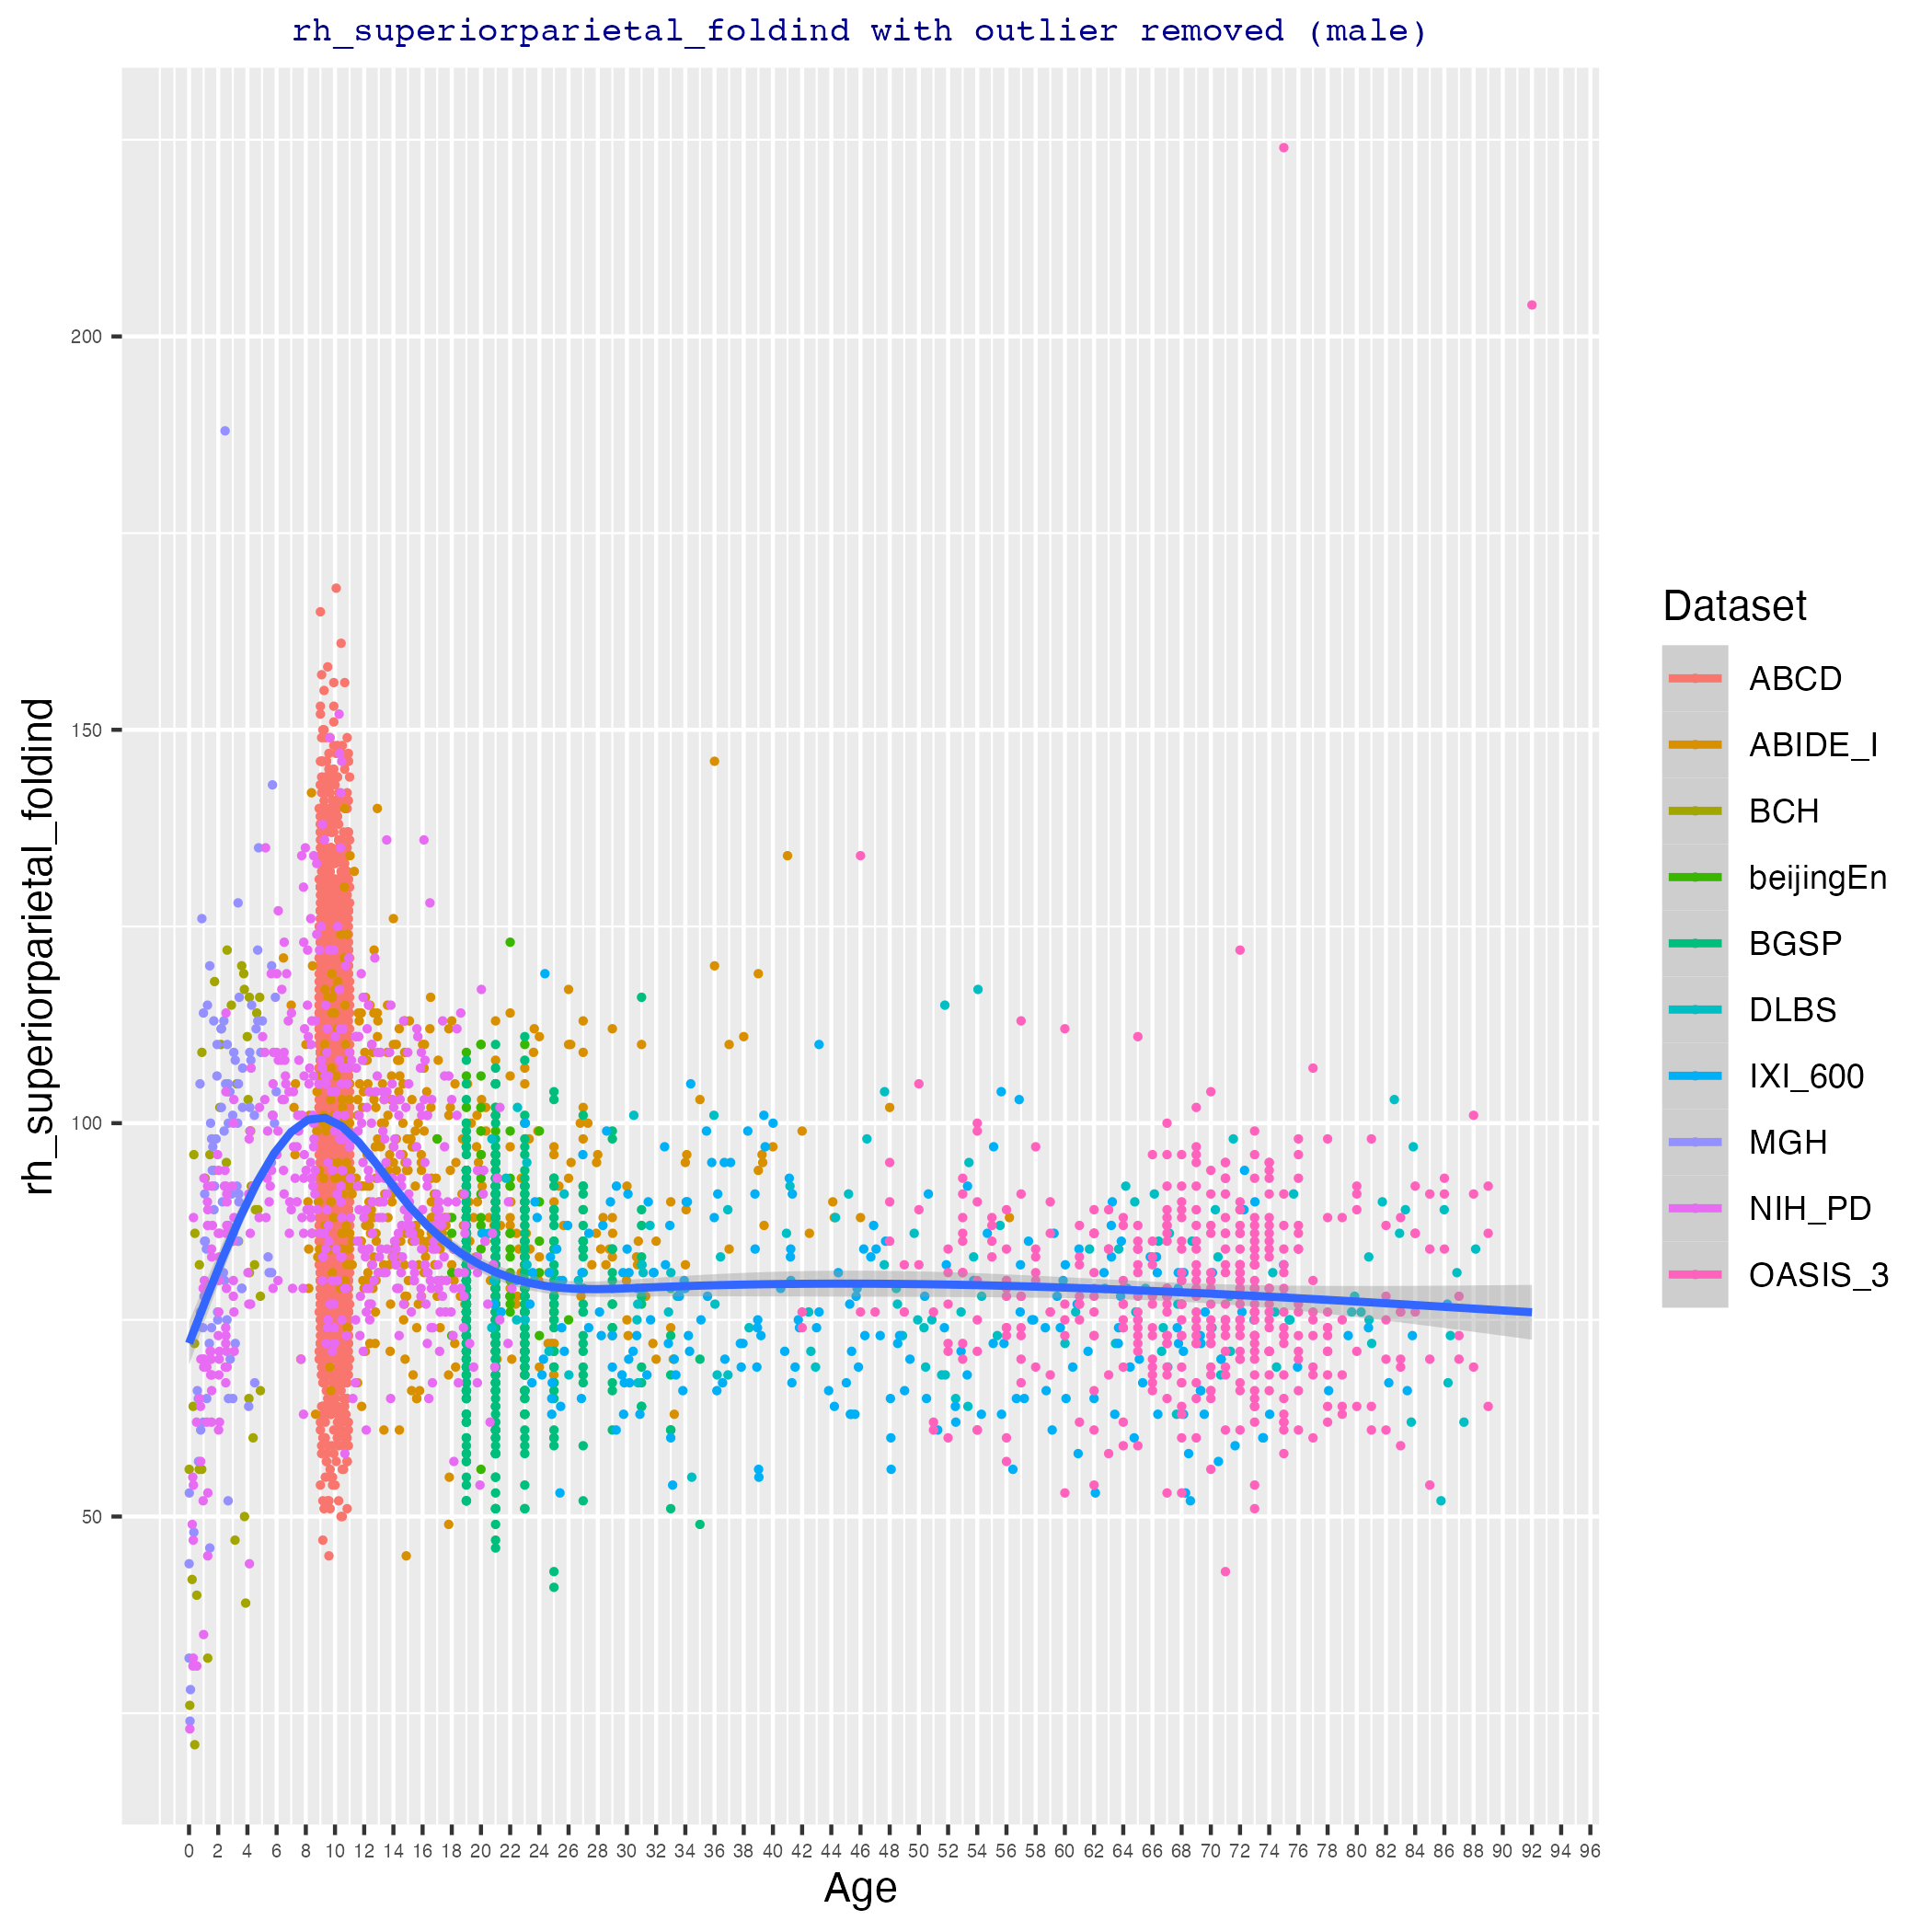 rh_superiorparietal_foldind with outlier removed (male)
rh_superiorparietal_foldind
200
150
100
50
0 2 4 6 8 10 12 14 16 18 20 22 24 26 28 30 32 34 36 38 40 42 44 46 48 50 52 54 56 58 60 62 64 66 68 70 72 74 76 78 80 82 84 86 88 90 92 94 96
Age
Dataset
ABCD
ABIDE_I
BCH
beijingEn
BGSP
DLBS
IXI_600
MGH
NIH_PD
OASIS_3